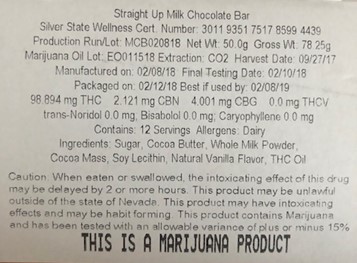 Straight Up Milk Chocolate Bar
Silver State Wellness Cert. Number: 3011 9351 7517 8599 4439
Production Run/Lot: MCB020818 Net Wt: 50.0g Gross Wt: 78.25g
Marijuana Oil Lot: EO011518 Extraction: CO2 Harvest Date: 09/27/17
Manufactured on: 02/08/18 Final Testing Date: 02/10/18
Packaged on: 02/12/18 Best if used by: 02/08/19
98.894 mg THC 2.121 mg CBN 4.001 mg CBG 0.0 mg THCV
trans-Noridol 0.0 mg; Bisabolol 0.0 mg; Caryophyllene 0.0 mg
Contains: 12 Servings Allergens: Dairy
Ingredients: Sugar, Cocoa Butter, Whole Milk Powder,
Cocoa Mass, Soy Lecithin, Natural Vanilla Flavor, THC Oil
Caution: When eaten or swallowed, the intoxicating effect of this drug
may be delayed by 2 or more hours. This product may be unlawful
outside of the state of Nevada. This product may have intoxicating
effects and may be habit forming. This product contains Marijuana
and has been tested with an allowable variance of plus or minus 15%
THIS IS A MARIJUANA PRODUCT